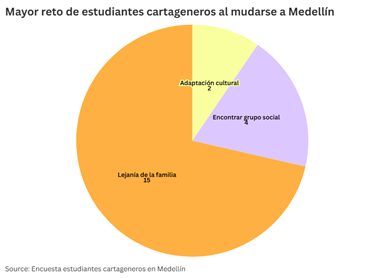 Mayor reto de estudiantes cartageneros al mudarse a Medellín
Adaptación cultural
2
Encontrar grupo social
4
Lejanía de la familia
15
Source: Encuesta estudiantes cartageneros en Medellín